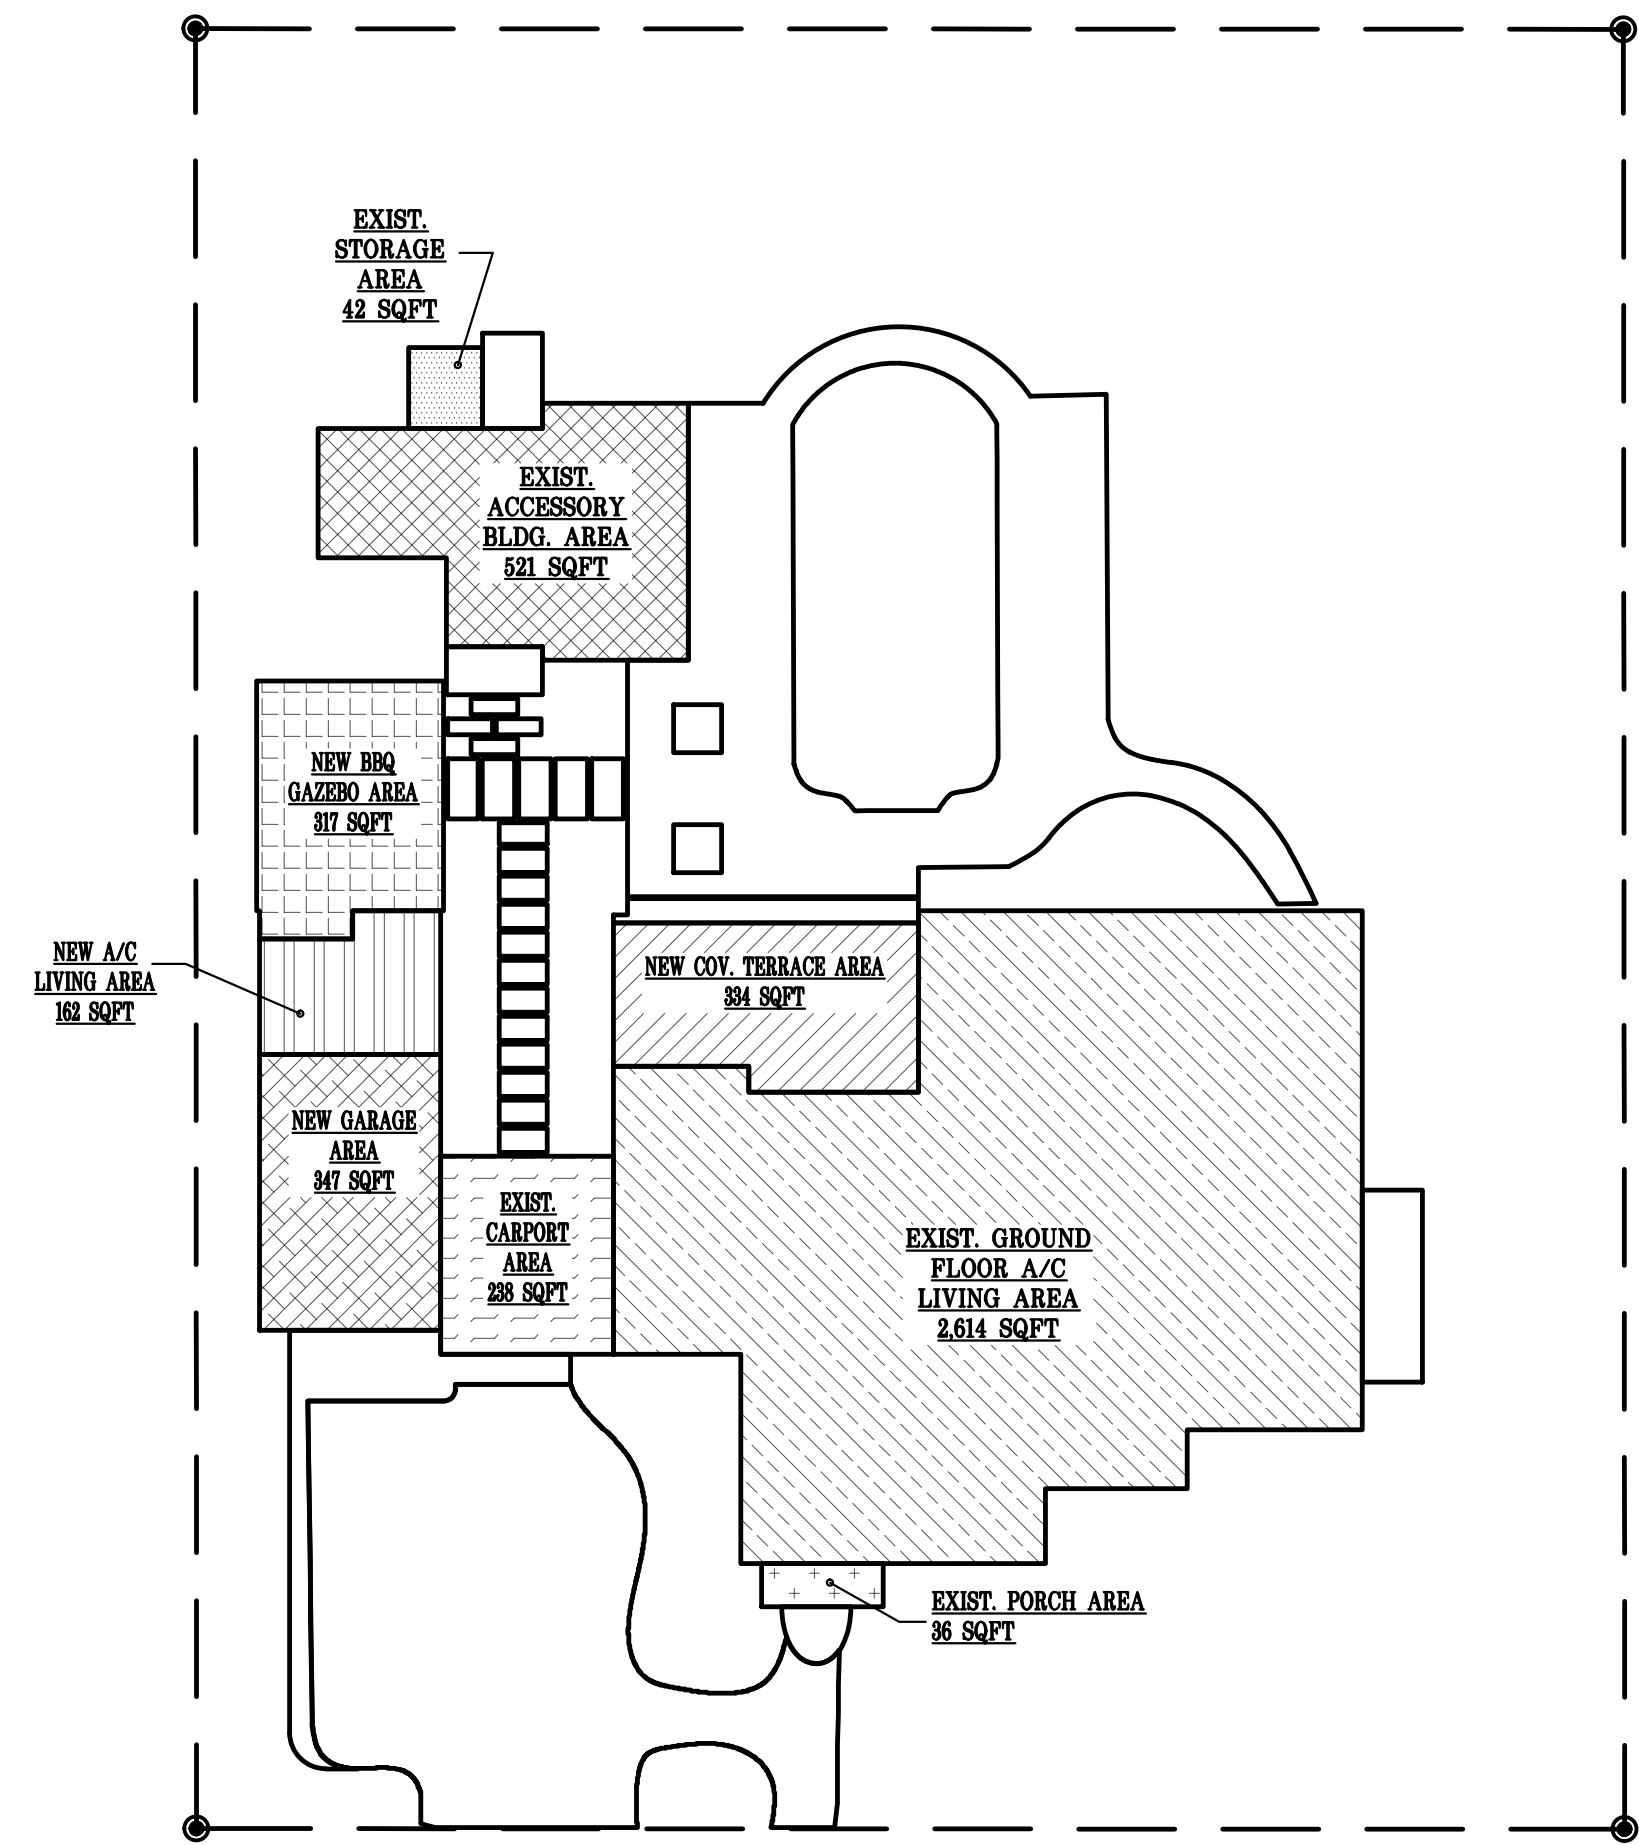 EXIST.
STORAGE
AREA
42 SQFT
EXIST.
ACCESSORY
BLDG. AREA
521 SQFT
NEW BBQ
GAZEBO AREA
317 SQFT
NEW A/C
LIVING AREA
162 SQFT
NEW COV. TERRACE AREA
334 SQFT
NEW GARAGE
AREA
347 SQFT
EXIST.
CARPORT
AREA
238 SQFT
EXIST. GROUND
FLOOR A/C
LIVING AREA
2,614 SQFT
EXIST. PORCH AREA
36 SQFT